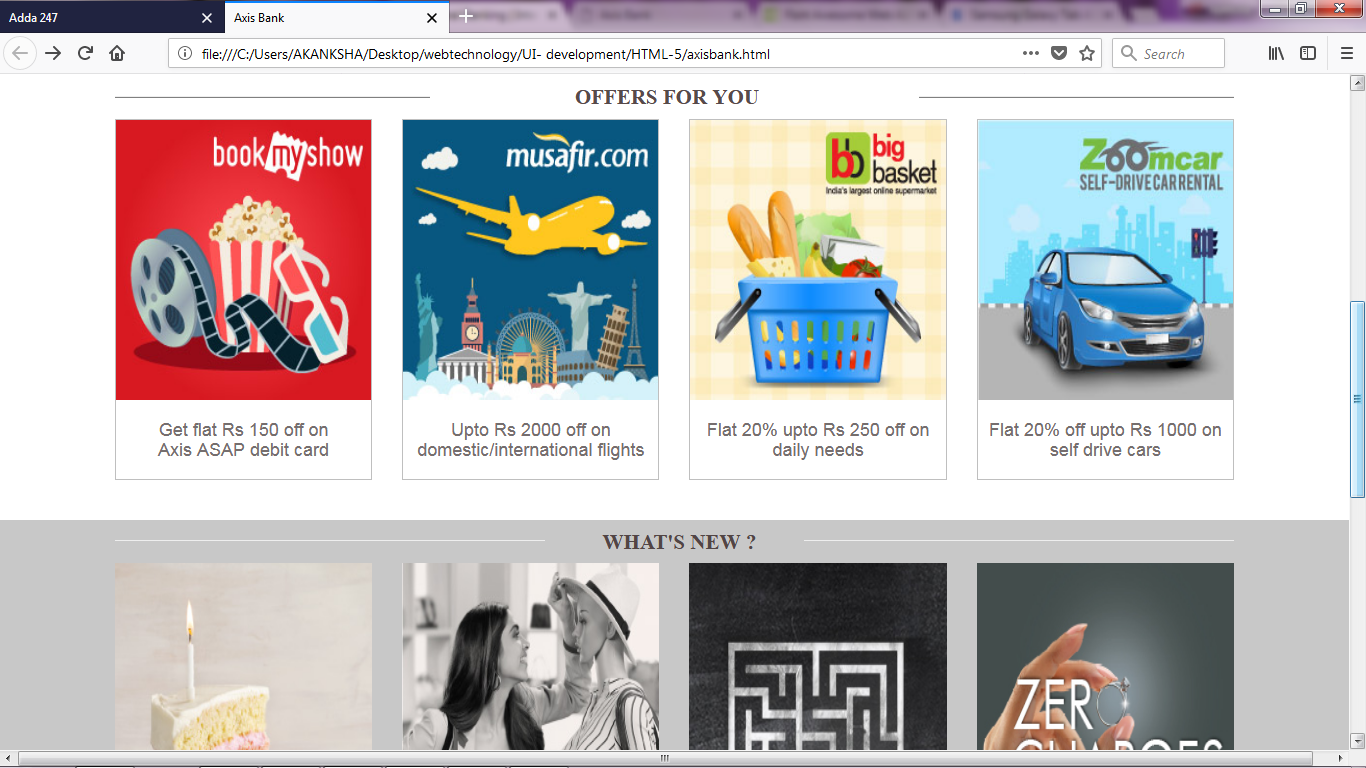 Adda 247
Axis Bank
file:///C:/Users/AKANKSHA/Desktop/webtechnology/UI- development/HTML-5/axisbank.html
Search
OFFERS FOR YOU
bookmyshow
musafir.com
bb big
basket
India's largest online supermarket
Zoomcar
SELF-DRIVE CAR RENTAL
Get flat Rs 150 off on
Axis ASAP debit card
Upto Rs 2000 off on
domestic/international flights
Flat 20% upto Rs 250 off on
daily needs
Flat 20% off upto Rs 1000 on
self drive cars
WHAT'S NEW ?
ZERO
CHARGES